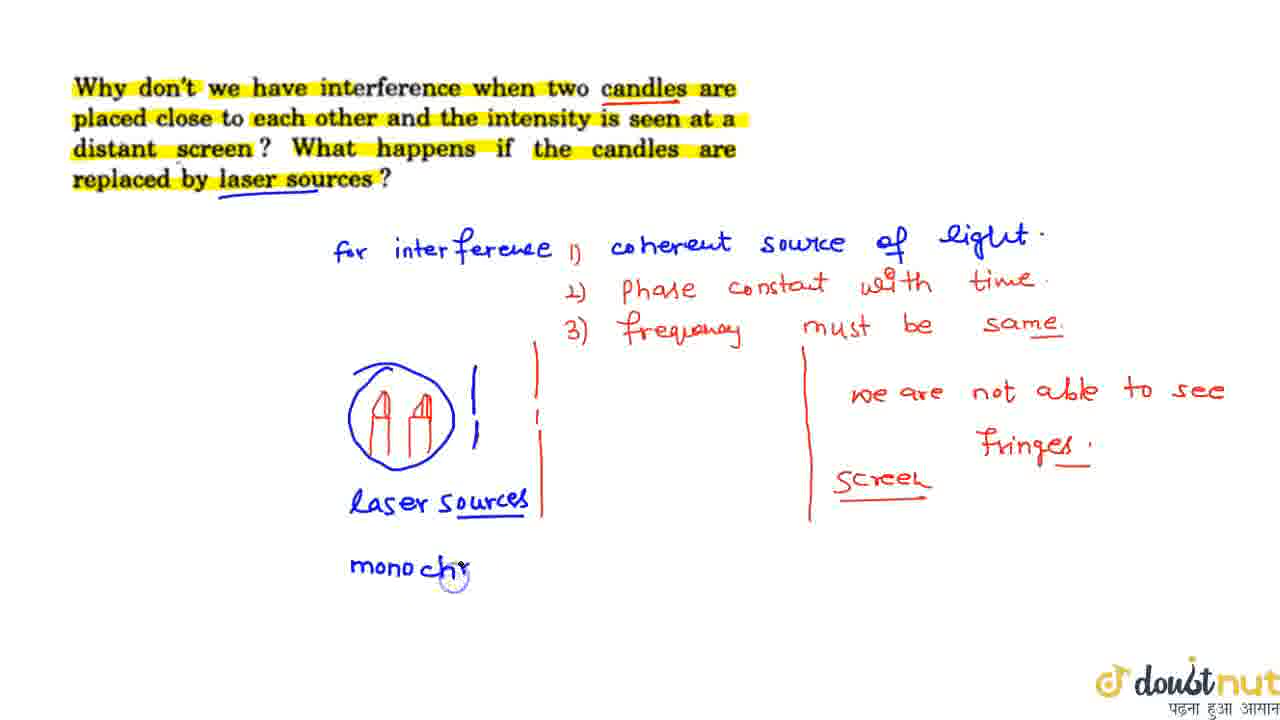 Why don't we have interference when two candles are
placed close to each other and the intensity is seen at a
distant screen? What happens if the candles are
replaced by laser sources?
for interference 1) coherent source of light.
2) Phase constant with time.
3) frequency must be same.
we are not able to see
fringes.
screen
laser sources
monochr
doubtnut
पढ़ना हुआ आसान